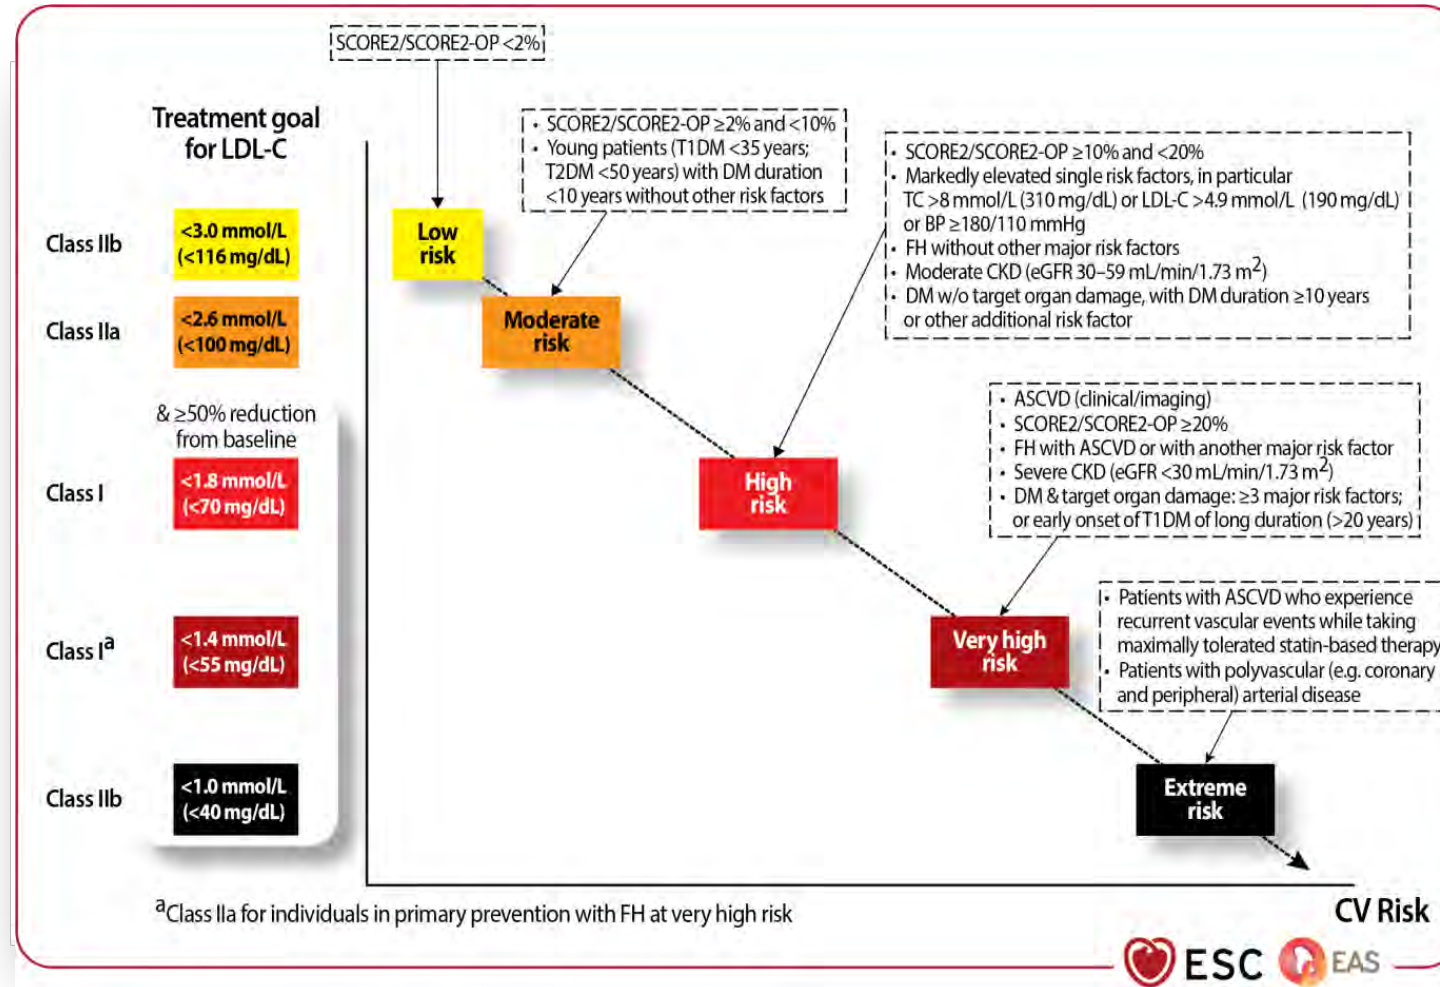 SCORE2/SCORE2-OP <2%
Treatment goal
for LDL-C
• SCORE2/SCORE2-OP ≥2% and <10%
• Young patients (T1DM <35 years;
T2DM <50 years) with DM duration
<10 years without other risk factors
• SCORE2/SCORE2-OP ≥10% and <20%
• Markedly elevated single risk factors, in particular
TC >8 mmol/L (310 mg/dL) or LDL-C >4.9 mmol/L (190 mg/dL)
or BP ≥180/110 mmHg
• FH without other major risk factors
• Moderate CKD (eGFR 30–59 mL/min/1.73 m²)
• DM w/o target organ damage, with DM duration ≥10 years
or other additional risk factor
Class IIb
<3.0 mmol/L
(<116 mg/dL)
Low
risk
Class IIa
<2.6 mmol/L
(<100 mg/dL)
Moderate
risk
& ≥50% reduction
from baseline
• ASCVD (clinical/imaging)
• SCORE2/SCORE2-OP ≥20%
• FH with ASCVD or with another major risk factor
• Severe CKD (eGFR <30 mL/min/1.73 m²)
• DM & target organ damage: ≥3 major risk factors;
or early onset of T1DM of long duration (>20 years)
Class I
<1.8 mmol/L
(<70 mg/dL)
High
risk
• Patients with ASCVD who experience
recurrent vascular events while taking
maximally tolerated statin-based therapy
• Patients with polyvascular (e.g. coronary
and peripheral) arterial disease
Class Iᵃ
<1.4 mmol/L
(<55 mg/dL)
Very high
risk
Class IIb
<1.0 mmol/L
(<40 mg/dL)
Extreme
risk
ᵃClass IIa for individuals in primary prevention with FH at very high risk
CV Risk
ESC
EAS